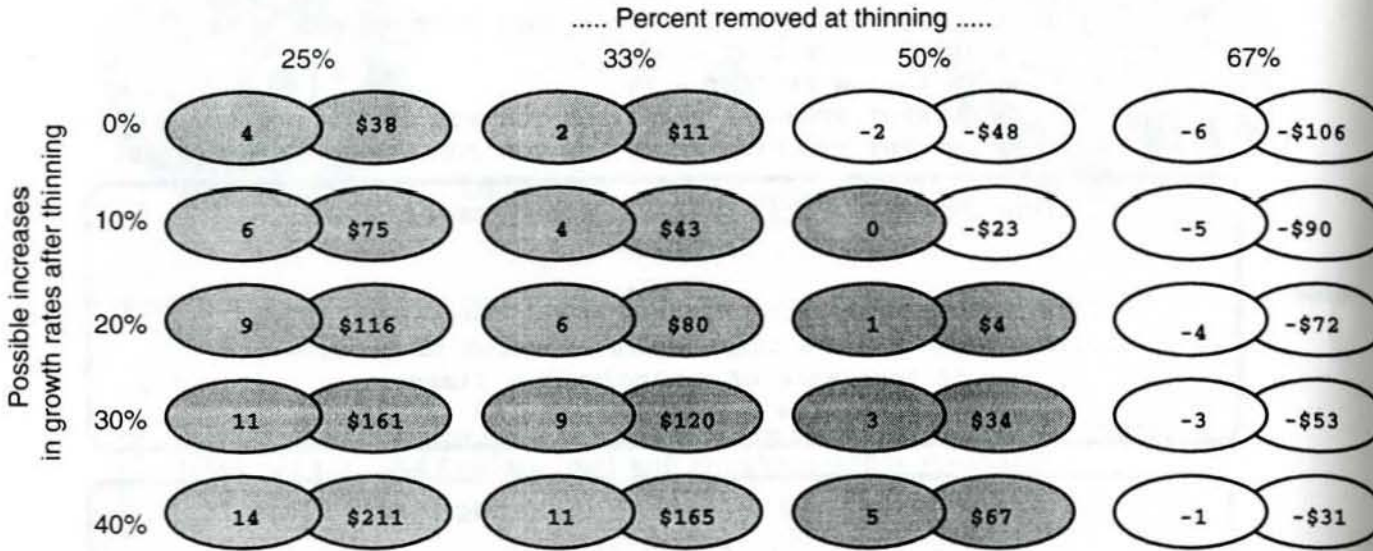 ..... Percent removed at thinning .....
25% 33% 50% 67%
Possible increases
in growth rates after thinning
0% 4 $38 2 $11 -2 -$48 -6 -$106
10% 6 $75 4 $43 0 -$23 -5 -$90
20% 9 $116 6 $80 1 $4 -4 -$72
30% 11 $161 9 $120 3 $34 -3 -$53
40% 14 $211 11 $165 5 $67 -1 -$31